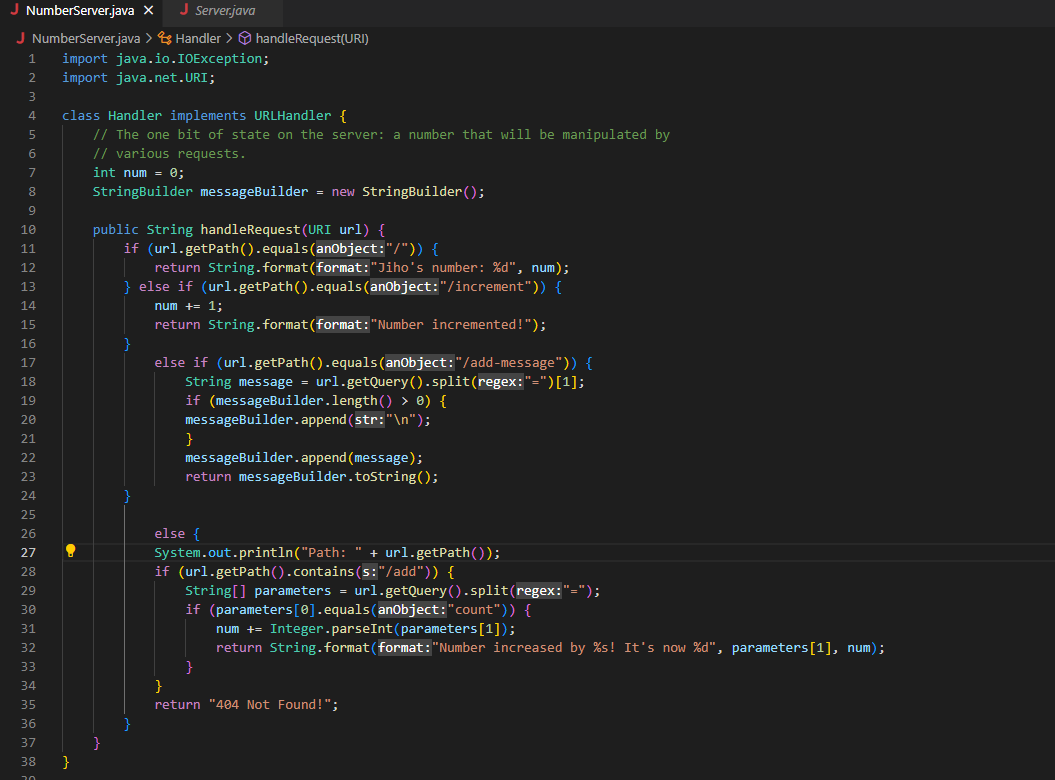 NumberServer.java Server.java
NumberServer.java > Handler > handleRequest(URI)
1 import java.io.IOException;
2 import java.net.URI;
3
4 class Handler implements URLHandler {
5 // The one bit of state on the server: a number that will be manipulated by
6 // various requests.
7 int num = 0;
8 StringBuilder messageBuilder = new StringBuilder();
9
10 public String handleRequest(URI url) {
11 if (url.getPath().equals(anObject:"/")) {
12 return String.format(format:"Jiho's number: %d", num);
13 } else if (url.getPath().equals(anObject:"/increment")) {
14 num += 1;
15 return String.format(format:"Number incremented!");
16 }
17 else if (url.getPath().equals(anObject:"/add-message")) {
18 String message = url.getQuery().split(regex:"=")[1];
19 if (messageBuilder.length() > 0) {
20 messageBuilder.append(str:"\n");
21 }
22 messageBuilder.append(message);
23 return messageBuilder.toString();
24 }
25
26 else {
27 System.out.println("Path: " + url.getPath());
28 if (url.getPath().contains(s:"/add")) {
29 String[] parameters = url.getQuery().split(regex:"=");
30 if (parameters[0].equals(anObject:"count")) {
31 num += Integer.parseInt(parameters[1]);
32 return String.format(format:"Number increased by %s! It's now %d", parameters[1], num);
33 }
34 }
35 return "404 Not Found!";
36 }
37 }
38 }
39